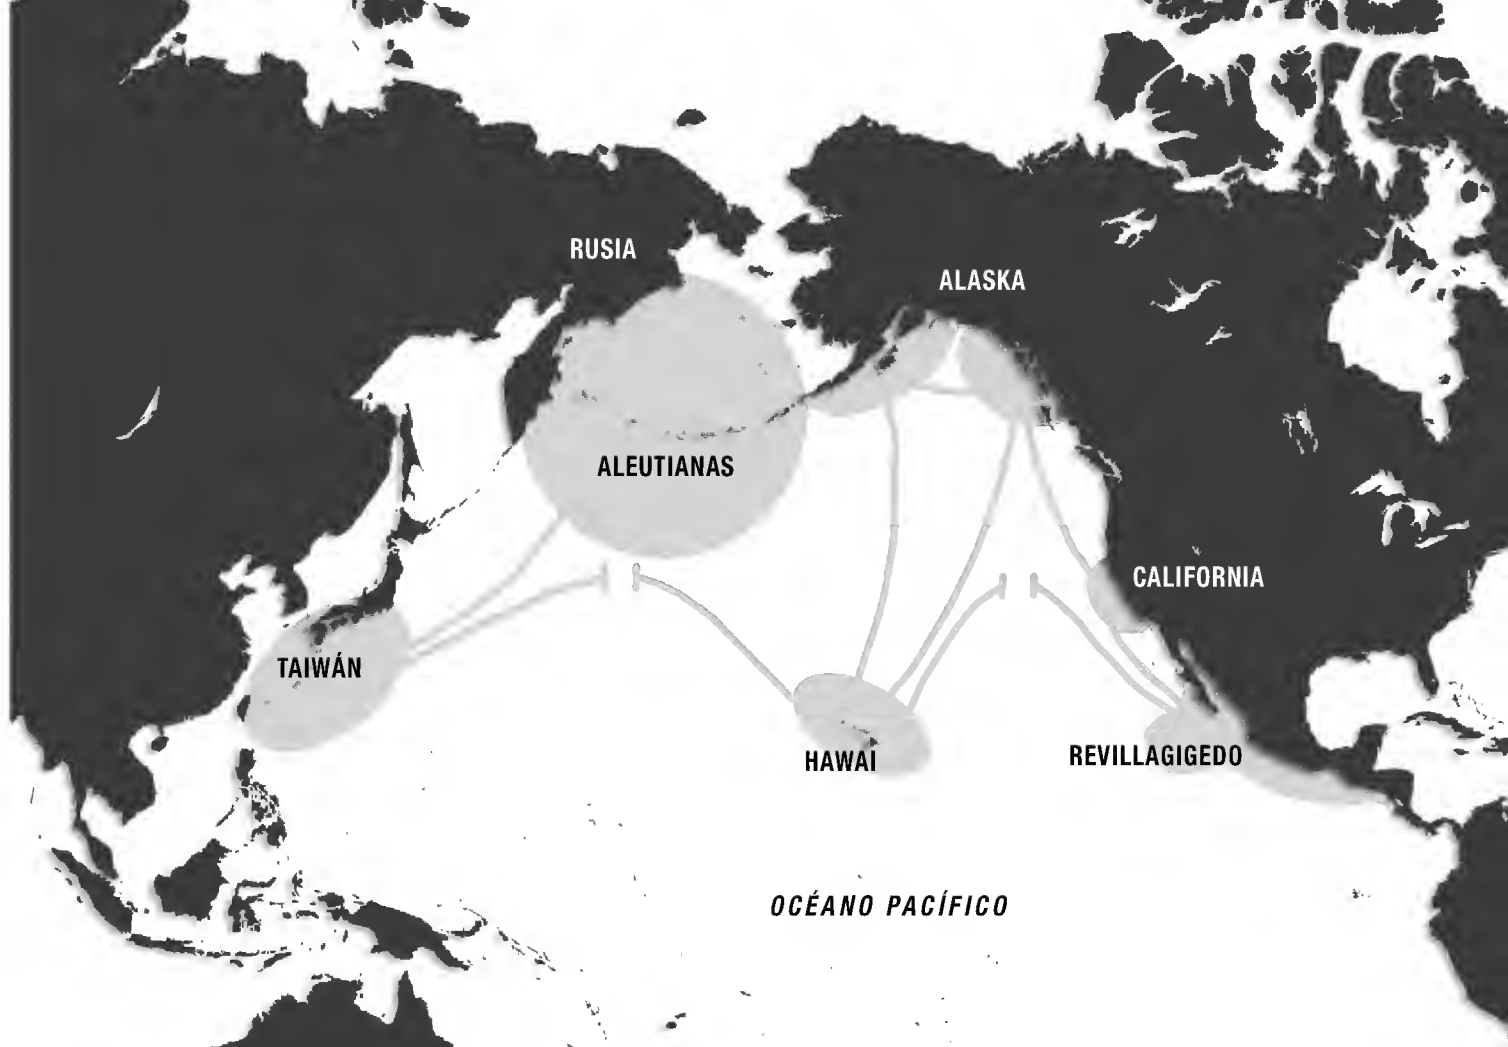 RUSIA
ALASKA
ALEUTIANAS
CALIFORNIA
TAIWÁN
HAWAI
REVILLAGIGEDO
OCÉANO PACÍFICO